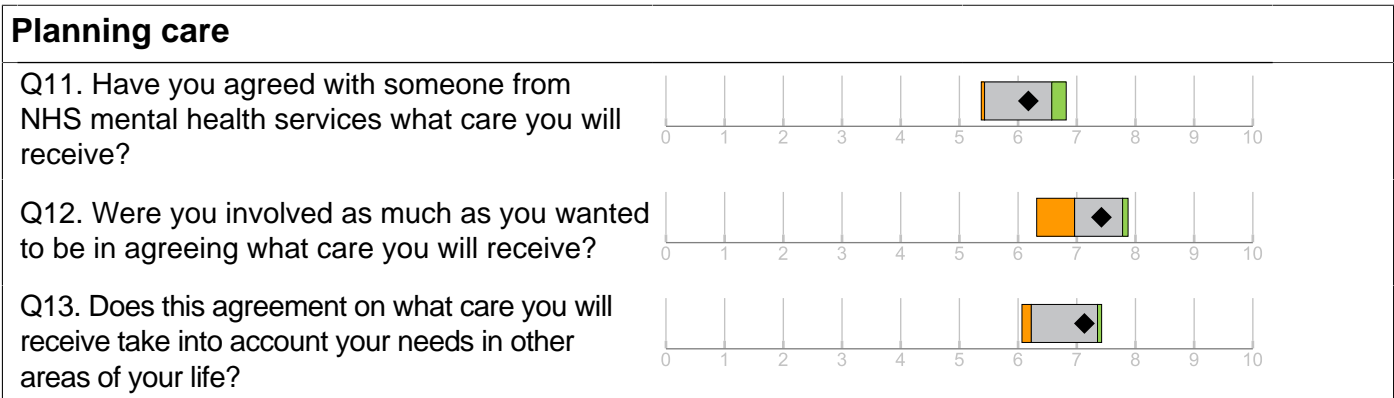 Planning care
Q11. Have you agreed with someone from
NHS mental health services what care you will
receive?
0 1 2 3 4 5 6 7 8 9 10
Q12. Were you involved as much as you wanted
to be in agreeing what care you will receive?
0 1 2 3 4 5 6 7 8 9 10
Q13. Does this agreement on what care you will
receive take into account your needs in other
areas of your life?
0 1 2 3 4 5 6 7 8 9 10